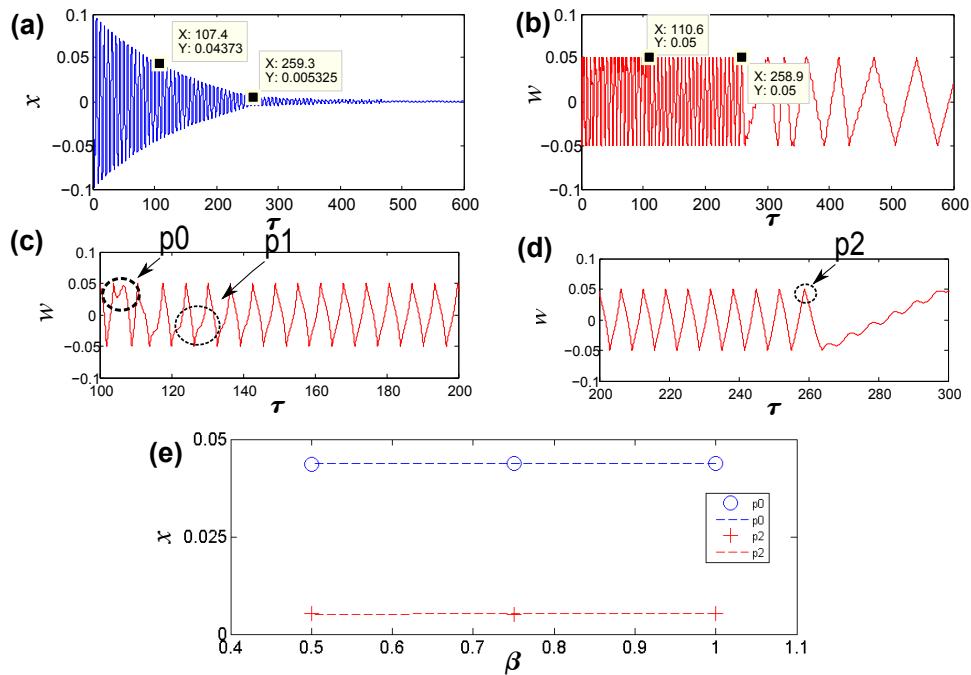 (a)
0.1
0.05
0
−0.05
−0.1
x
X: 107.4
Y: 0.04373
X: 259.3
Y: 0.005325
0 100 200 300 400 500 600
τ
(b)
0.1
0.05
0
−0.05
−0.1
w
X: 110.6
Y: 0.05
X: 258.9
Y: 0.05
0 100 200 300 400 500 600
τ
(c)
p0
p1
0.1
0.05
0
−0.05
−0.1
w
100 120 140 160 180 200
τ
(d)
p2
0.1
0.05
0
−0.05
−0.1
w
200 220 240 260 280 300
τ
(e)
0.05
0.025
0
x
p0
p0
p2
p2
0.4 0.5 0.6 0.7 0.8 0.9 1 1.1
β